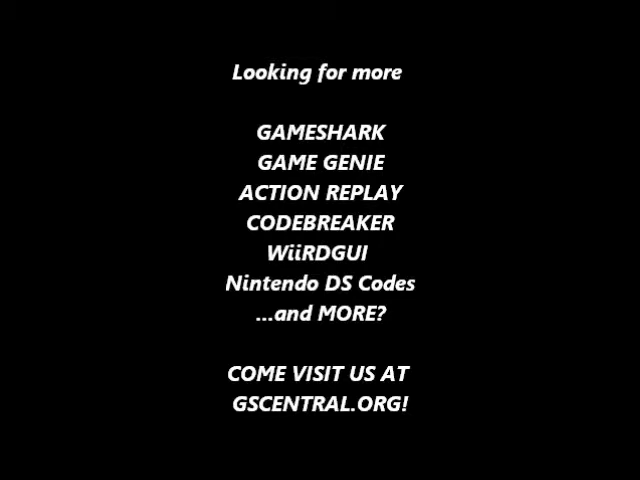 Looking for more
GAMESHARK
GAME GENIE
ACTION REPLAY
CODEBREAKER
WiiRDGUI
Nintendo DS Codes
...and MORE?
COME VISIT US AT
GSCENTRAL.ORG!